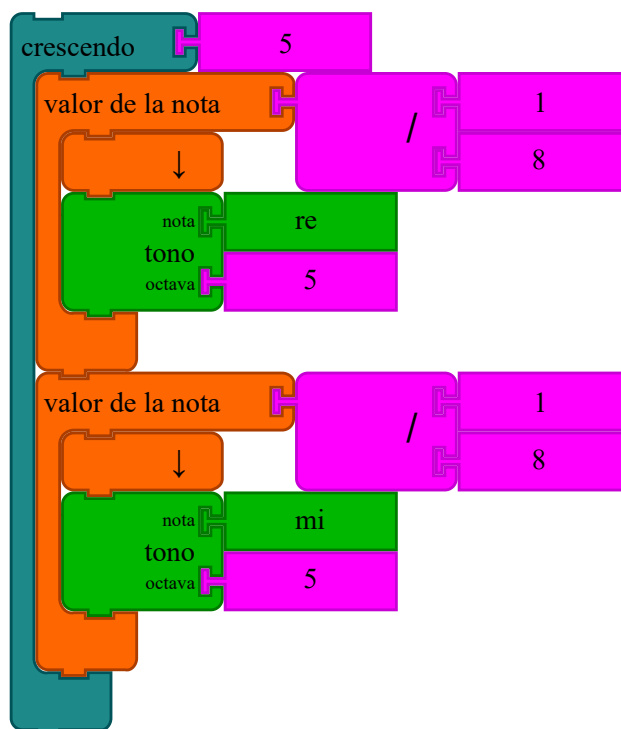 crescendo 5
valor de la nota / 1
8
↓
nota re
tono
octava 5
valor de la nota / 1
8
↓
nota mi
tono
octava 5